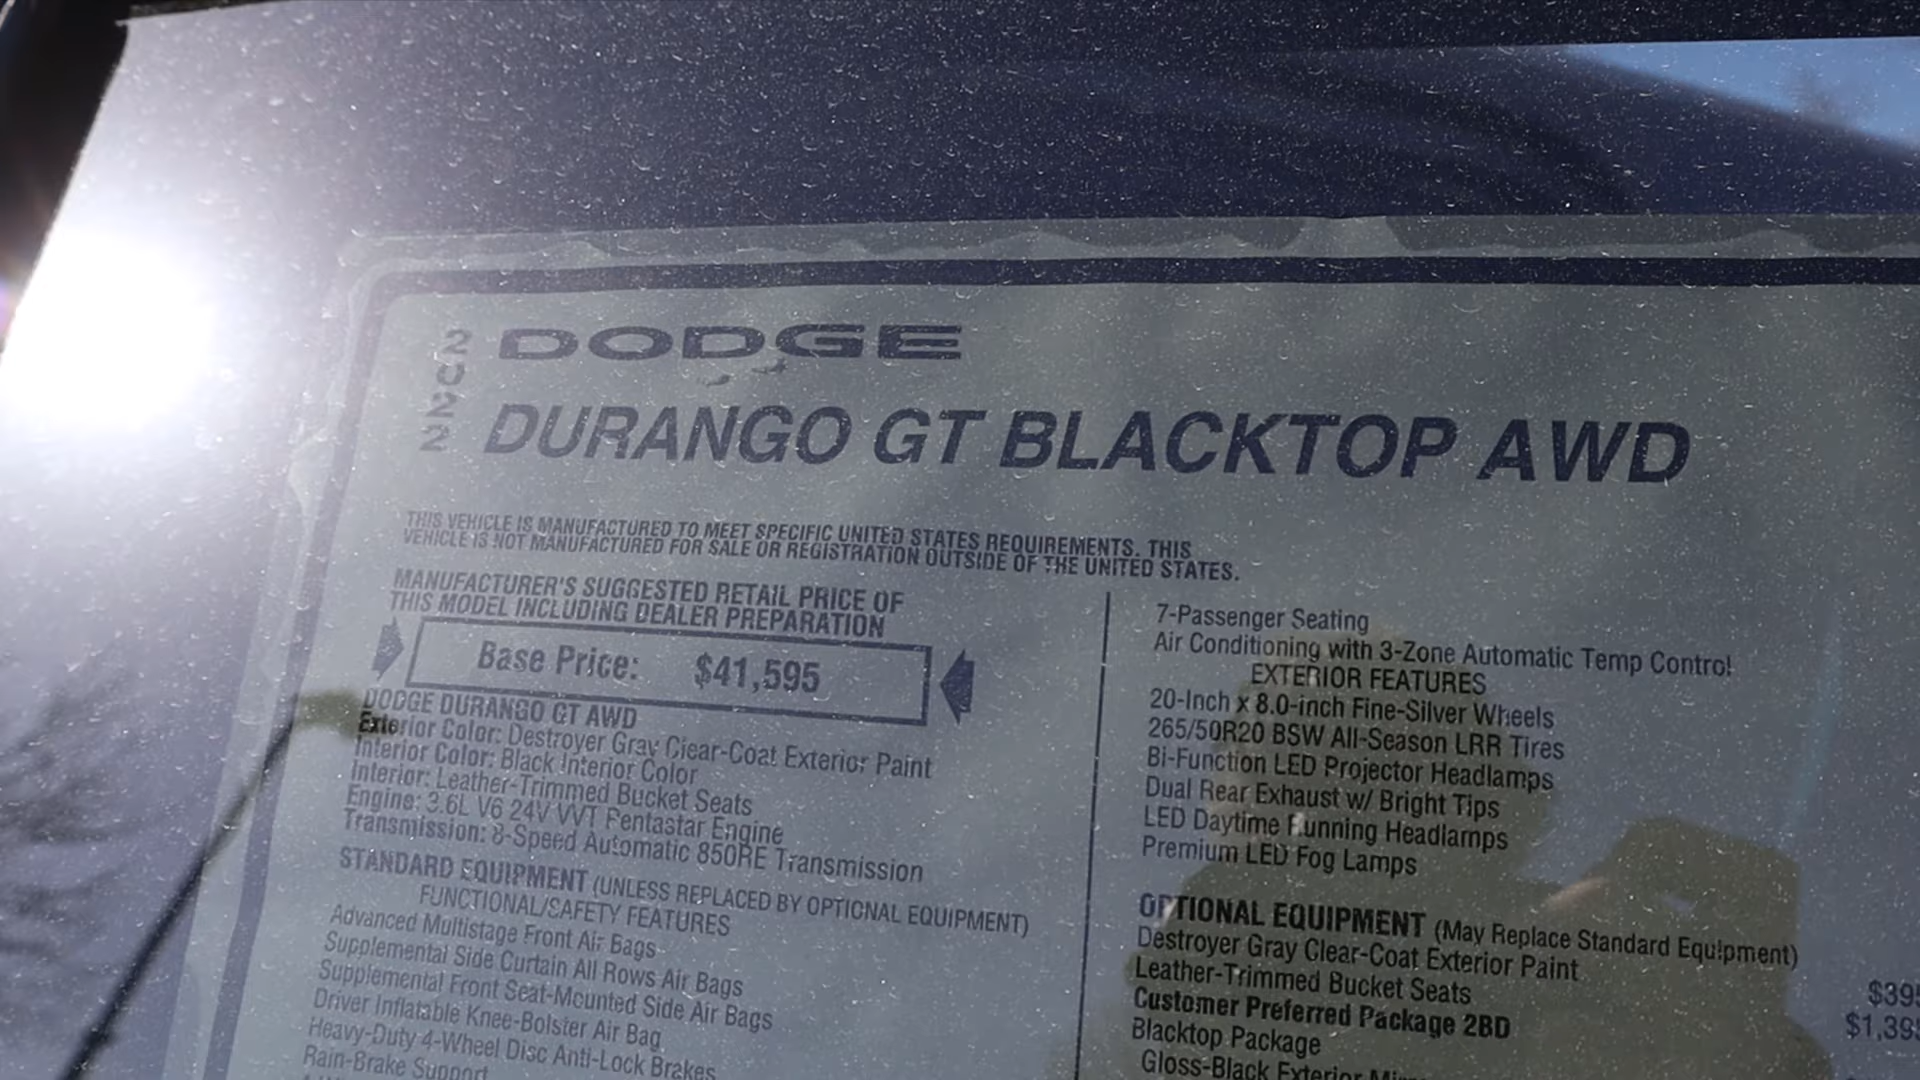 2022
DODGE
DURANGO GT BLACKTOP AWD
THIS VEHICLE IS MANUFACTURED TO MEET SPECIFIC UNITED STATES REQUIREMENTS. THIS
VEHICLE IS NOT MANUFACTURED FOR SALE OR REGISTRATION OUTSIDE OF THE UNITED STATES.
MANUFACTURER'S SUGGESTED RETAIL PRICE OF
THIS MODEL INCLUDING DEALER PREPARATION
Base Price: $41,595
DODGE DURANGO GT AWD
Exterior Color: Destroyer Gray Clear-Coat Exterior Paint
Interior Color: Black Interior Color
Interior: Leather-Trimmed Bucket Seats
Engine: 3.6L V6 24V VVT Pentastar Engine
Transmission: 8-Speed Automatic 850RE Transmission
STANDARD EQUIPMENT (UNLESS REPLACED BY OPTIONAL EQUIPMENT)
FUNCTIONAL/SAFETY FEATURES
Advanced Multistage Front Air Bags
Supplemental Side Curtain All Rows Air Bags
Supplemental Front Seat-Mounted Side Air Bags
Driver Inflatable Knee-Bolster Air Bag
Heavy-Duty 4-Wheel Disc Anti-Lock Brakes
Rain-Brake Support
7-Passenger Seating
Air Conditioning with 3-Zone Automatic Temp Control
EXTERIOR FEATURES
20-Inch x 8.0-inch Fine-Silver Wheels
265/50R20 BSW All-Season LRR Tires
Bi-Function LED Projector Headlamps
Dual Rear Exhaust w/ Bright Tips
LED Daytime Running Headlamps
Premium LED Fog Lamps
OPTIONAL EQUIPMENT (May Replace Standard Equipment)
Destroyer Gray Clear-Coat Exterior Paint
Leather-Trimmed Bucket Seats $395
Customer Preferred Package 2BD $1,395
Blacktop Package
Gloss-Black Exterior